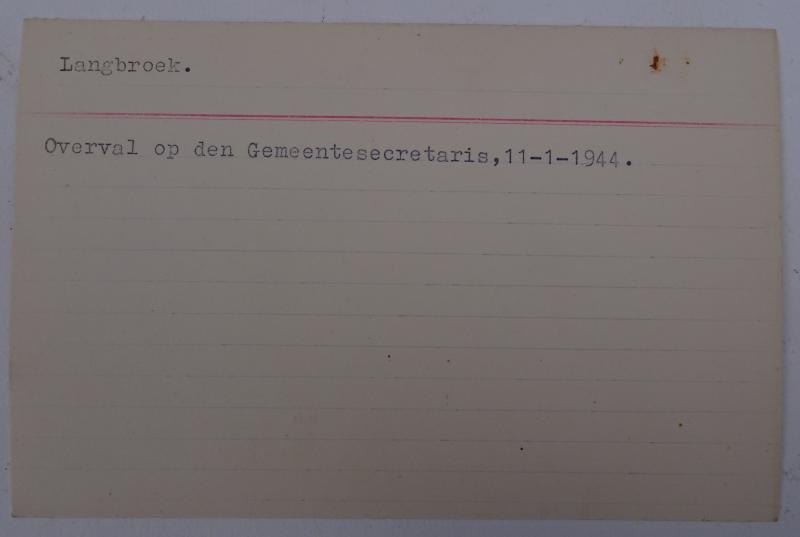 Langbroek.
Overval op den Gemeentesecretaris,11-1-1944.